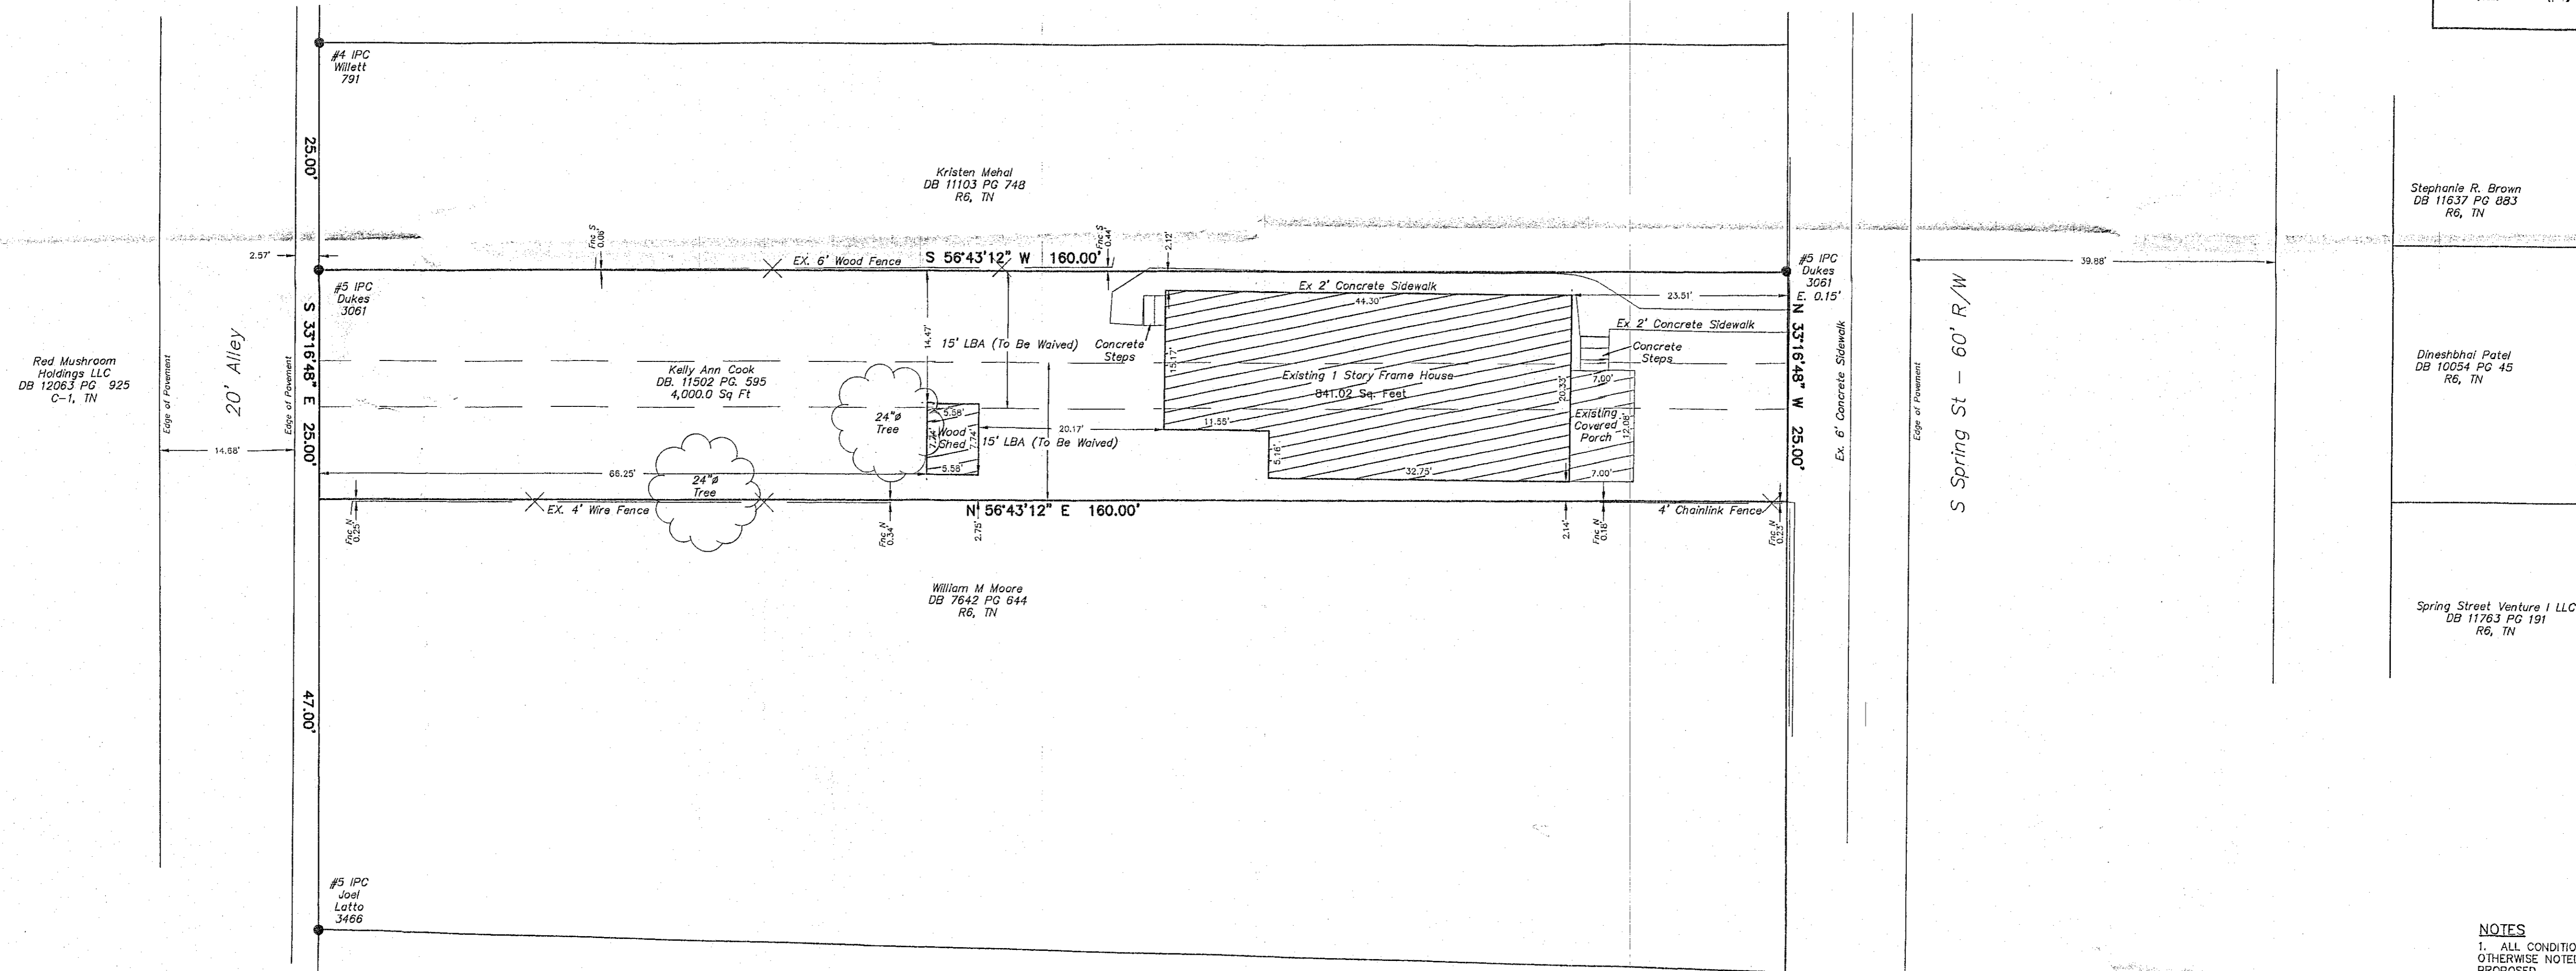 #4 IPC
Willett
791
25.00'
Kristen Mehal
DB 11103 PG 748
R6, TN
Stephanie R. Brown
DB 11637 PG 883
R6, TN
2.57'
Fnc S
0.06'
Fnc S
0.44'
2.12'
EX. 6' Wood Fence
S 56°43'12" W 160.00'
39.88'
#5 IPC
Dukes
3061
#5 IPC
Dukes
3061
E. 0.15'
Ex 2' Concrete Sidewalk
44.30'
23.51'
Ex 2' Concrete Sidewalk
S 33°16'48" E 25.00'
N 33°16'48" W 25.00'
20' Alley
Edge of Pavement
Edge of Pavement
14.68'
Red Mushroom
Holdings LLC
DB 12063 PG 925
C-1, TN
Kelly Ann Cook
DB. 11502 PG. 595
4,000.0 Sq Ft
14.47'
15' LBA (To Be Waived)
Concrete
Steps
15.17'
Existing 1 Story Frame House
841.02 Sq. Feet
20.33'
Concrete
Steps
7.00'
Existing
Covered
Porch
12.08'
7.00'
24"ø
Tree
5.58'
Wood
Shed
7.74'
7.74'
5.58'
20.17'
15' LBA (To Be Waived)
11.55'
5.16'
32.75'
66.25'
24"ø
Tree
Ex. 6' Concrete Sidewalk
Edge of Pavement
S Spring St - 60' R/W
Dineshbhai Patel
DB 10054 PG 45
R6, TN
EX. 4' Wire Fence
N 56°43'12" E 160.00'
4' Chainlink Fence
Fnc N
0.25'
Fnc N
0.34'
2.75'
2.14'
Fnc N
0.18'
Fnc N
0.23'
William M Moore
DB 7642 PG 644
R6, TN
Spring Street Venture I LLC
DB 11763 PG 191
R6, TN
47.00'
#5 IPC
Joel
Latto
3466
NOTES
1. ALL CONDITIO
OTHERWISE NOTE
PROPOSED